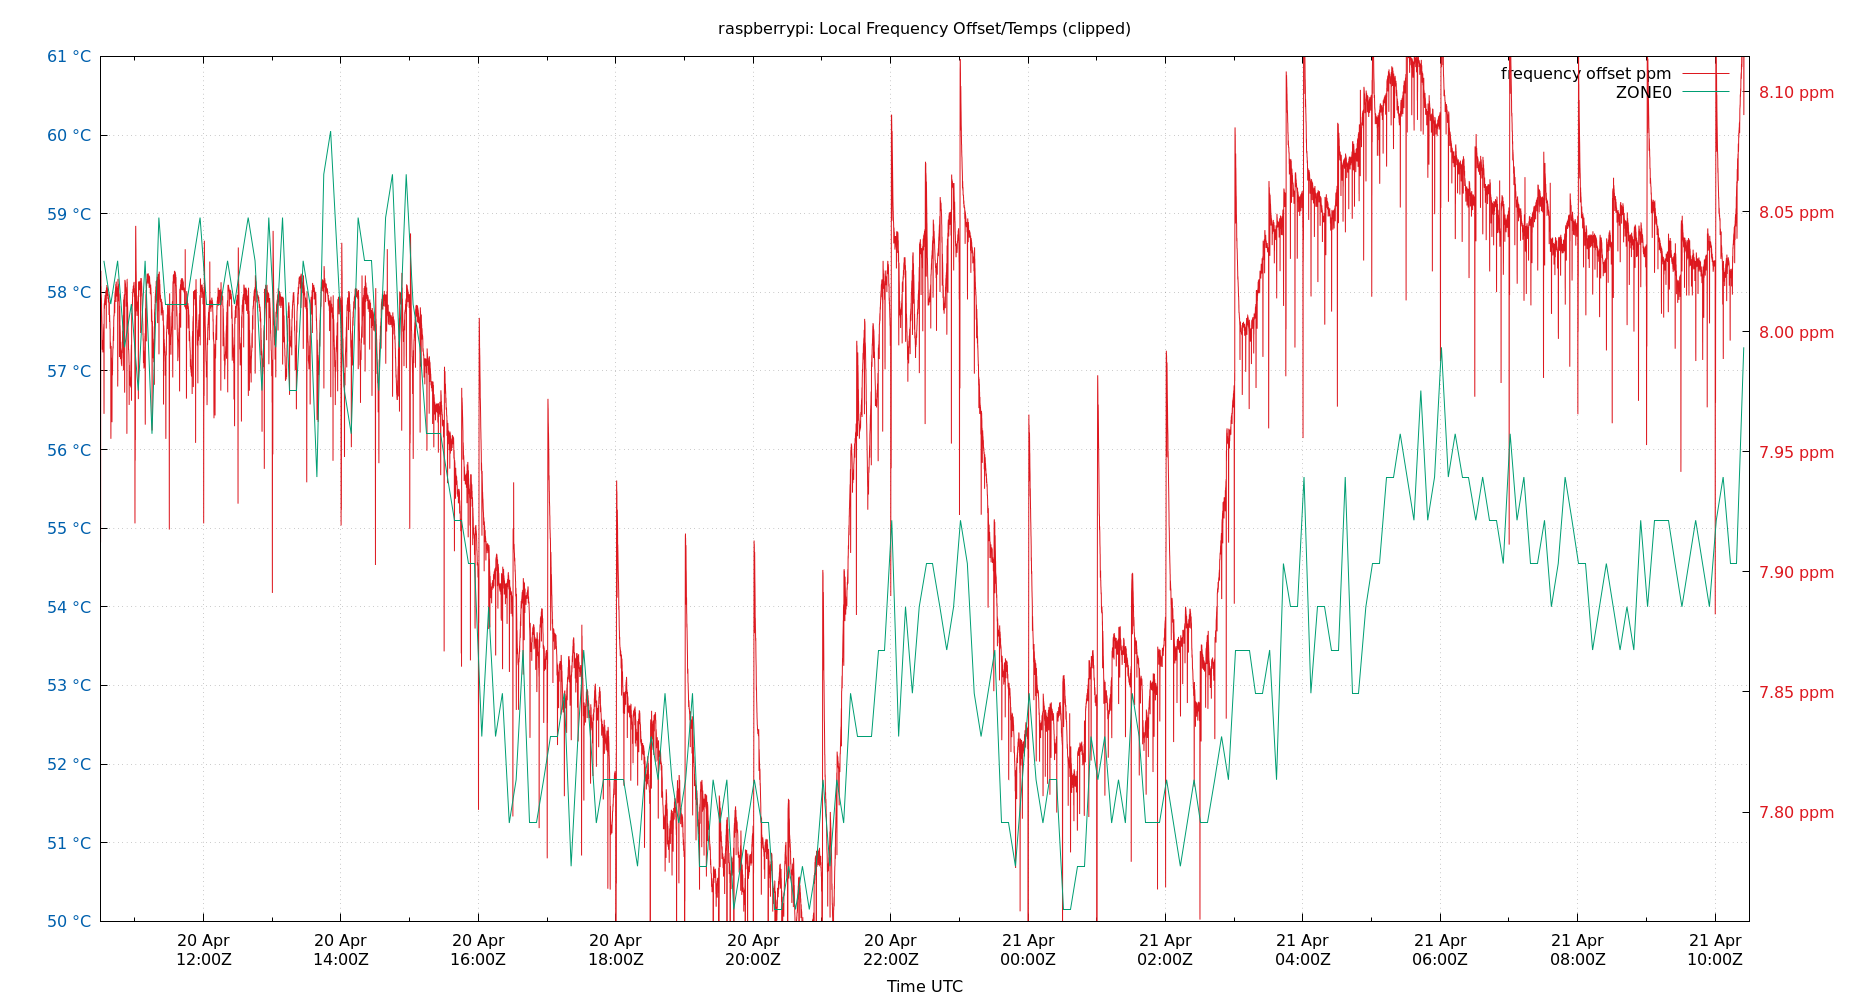 raspberrypi: Local Frequency Offset/Temps (clipped)
61 °C
60 °C
59 °C
58 °C
57 °C
56 °C
55 °C
54 °C
53 °C
52 °C
51 °C
50 °C
frequency offset ppm
ZONE0
8.10 ppm
8.05 ppm
8.00 ppm
7.95 ppm
7.90 ppm
7.85 ppm
7.80 ppm
20 Apr 20 Apr 20 Apr 20 Apr 20 Apr 20 Apr 21 Apr 21 Apr 21 Apr 21 Apr 21 Apr 21 Apr
12:00Z 14:00Z 16:00Z 18:00Z 20:00Z 22:00Z 00:00Z 02:00Z 04:00Z 06:00Z 08:00Z 10:00Z
Time UTC